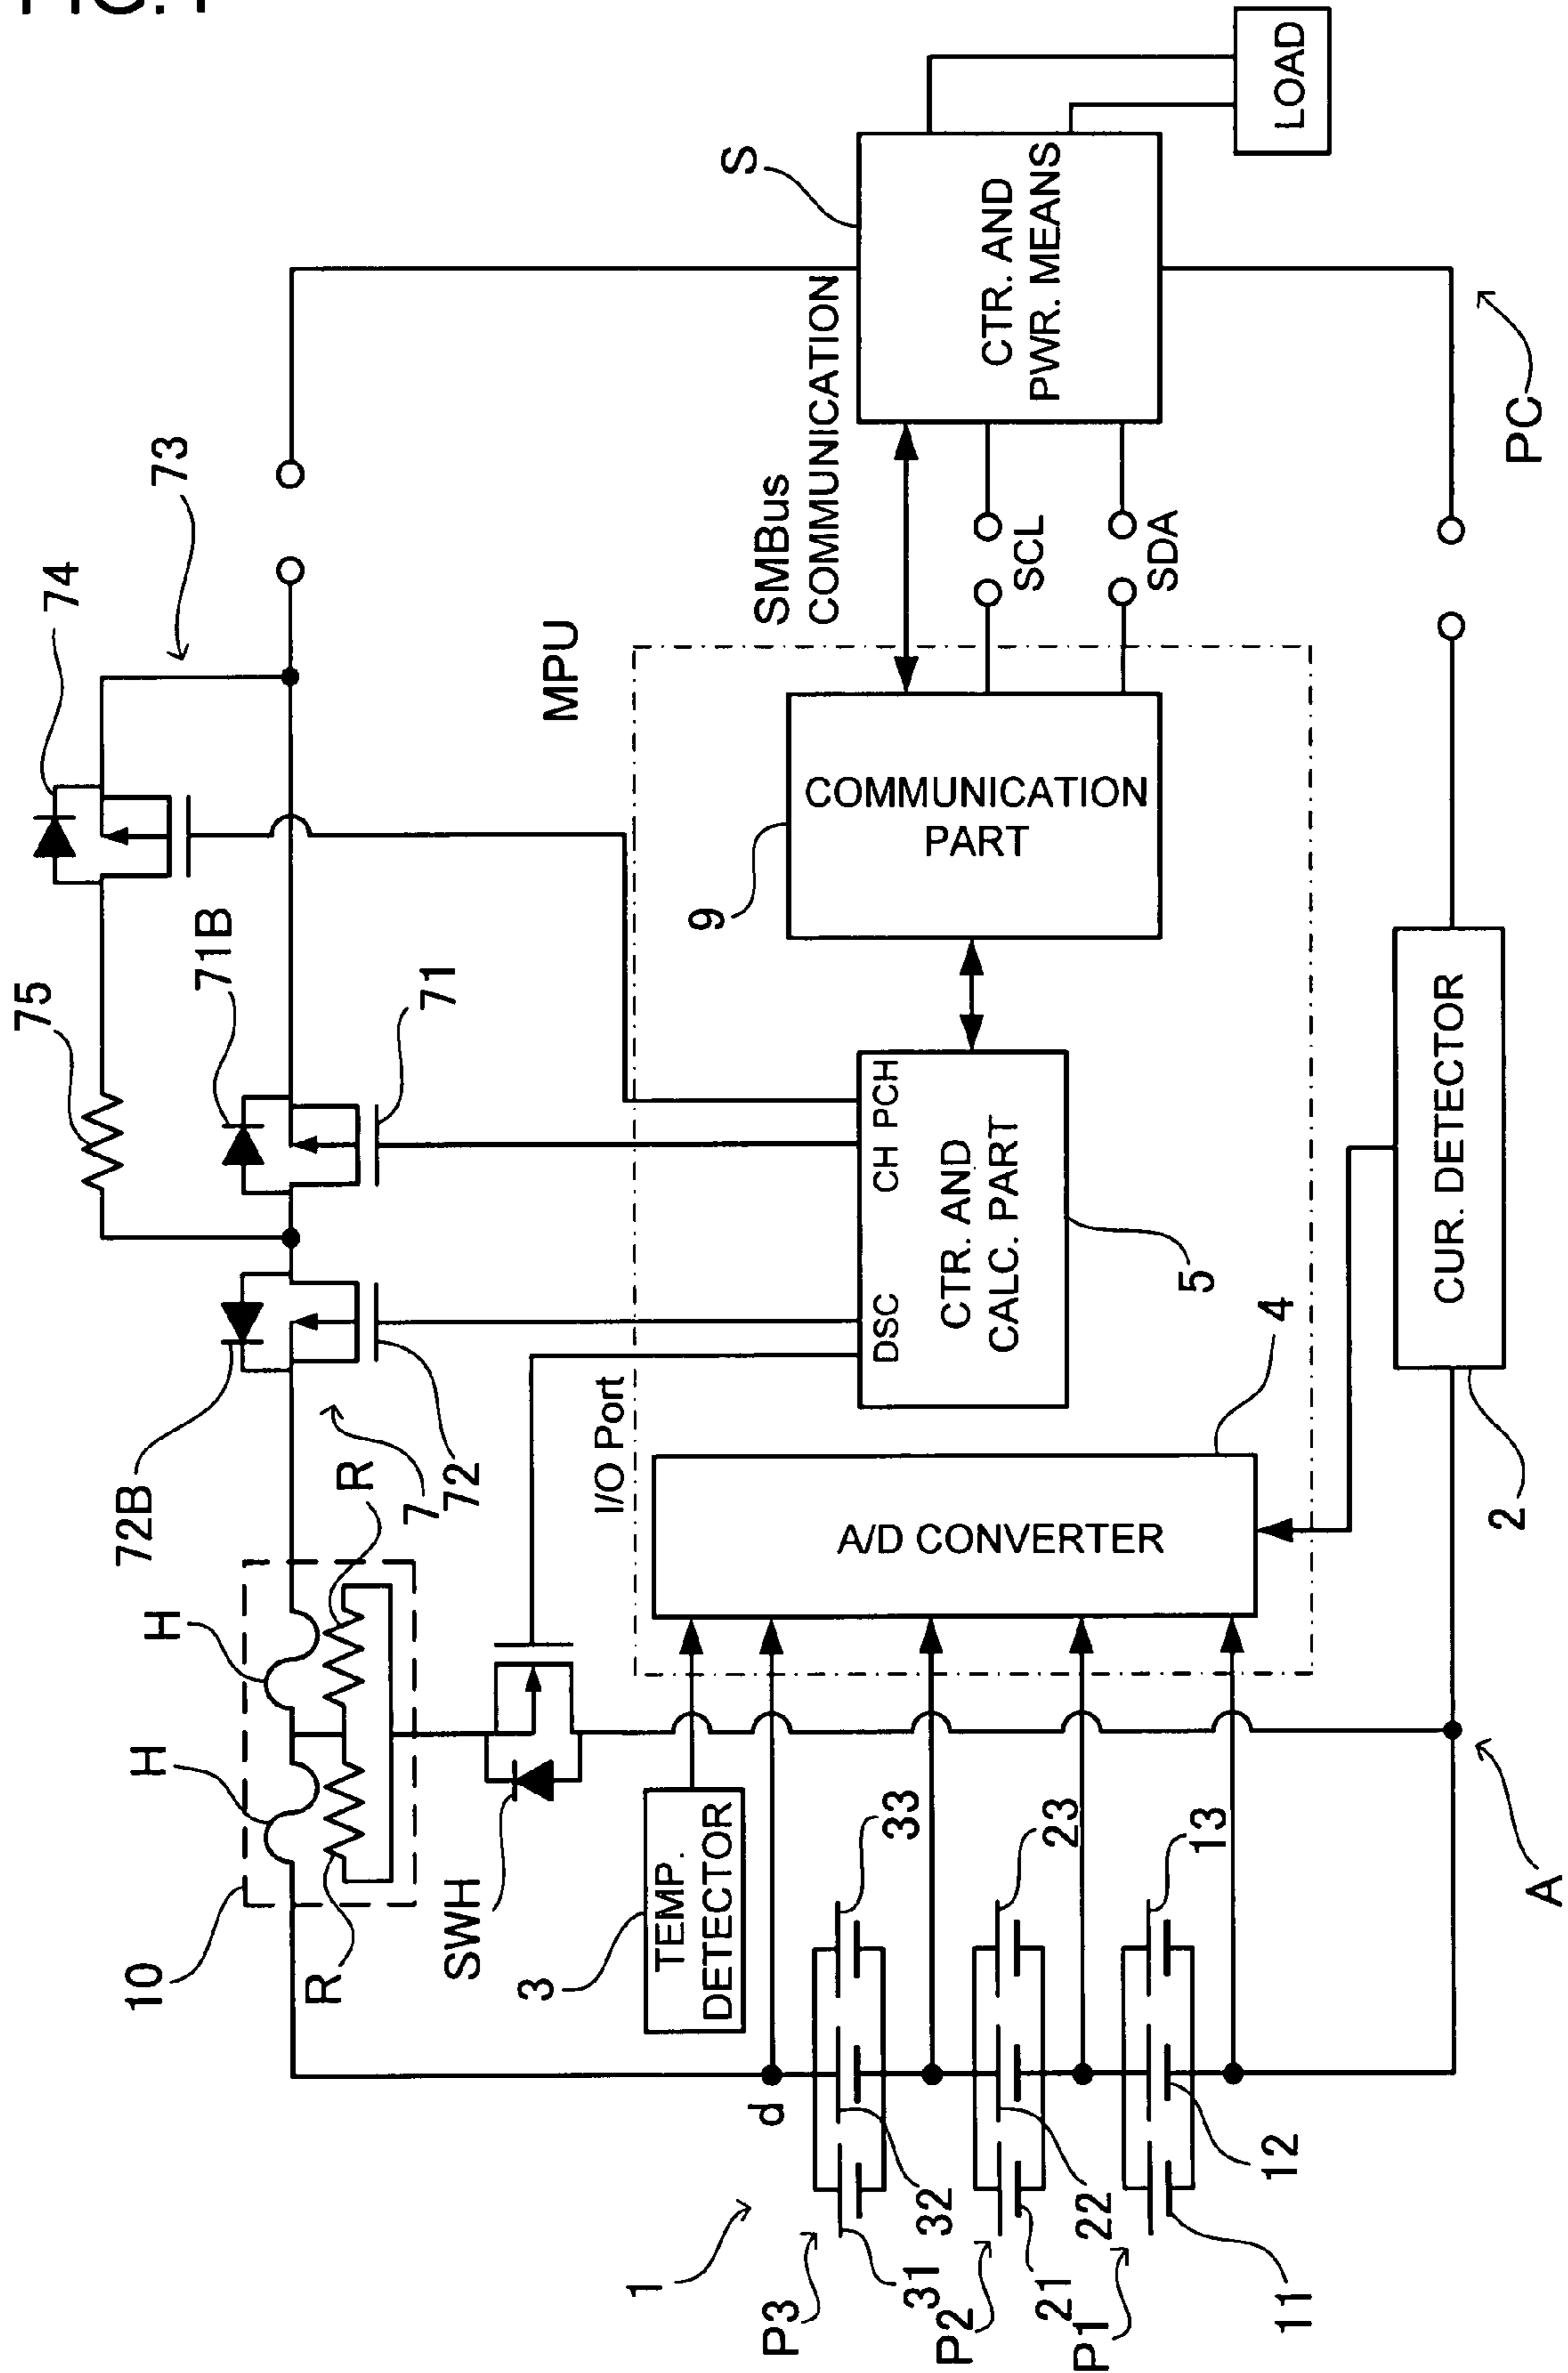 FIG. 1
75
74
73
72B
71B
71
H
H
R
R
10
7
72
SWH
I/O Port
MPU
SMBus
COMMUNICATION
S
CTR. AND
PWR. MEANS
LOAD
3
TEMP.
DETECTOR
A/D CONVERTER
4
DSC
CH
PCH
CTR. AND
CALC. PART
5
9
COMMUNICATION
PART
SCL
SDA
d
1
P3
31
32
33
P2
21
22
23
P1
11
12
13
A
2
CUR. DETECTOR
PC